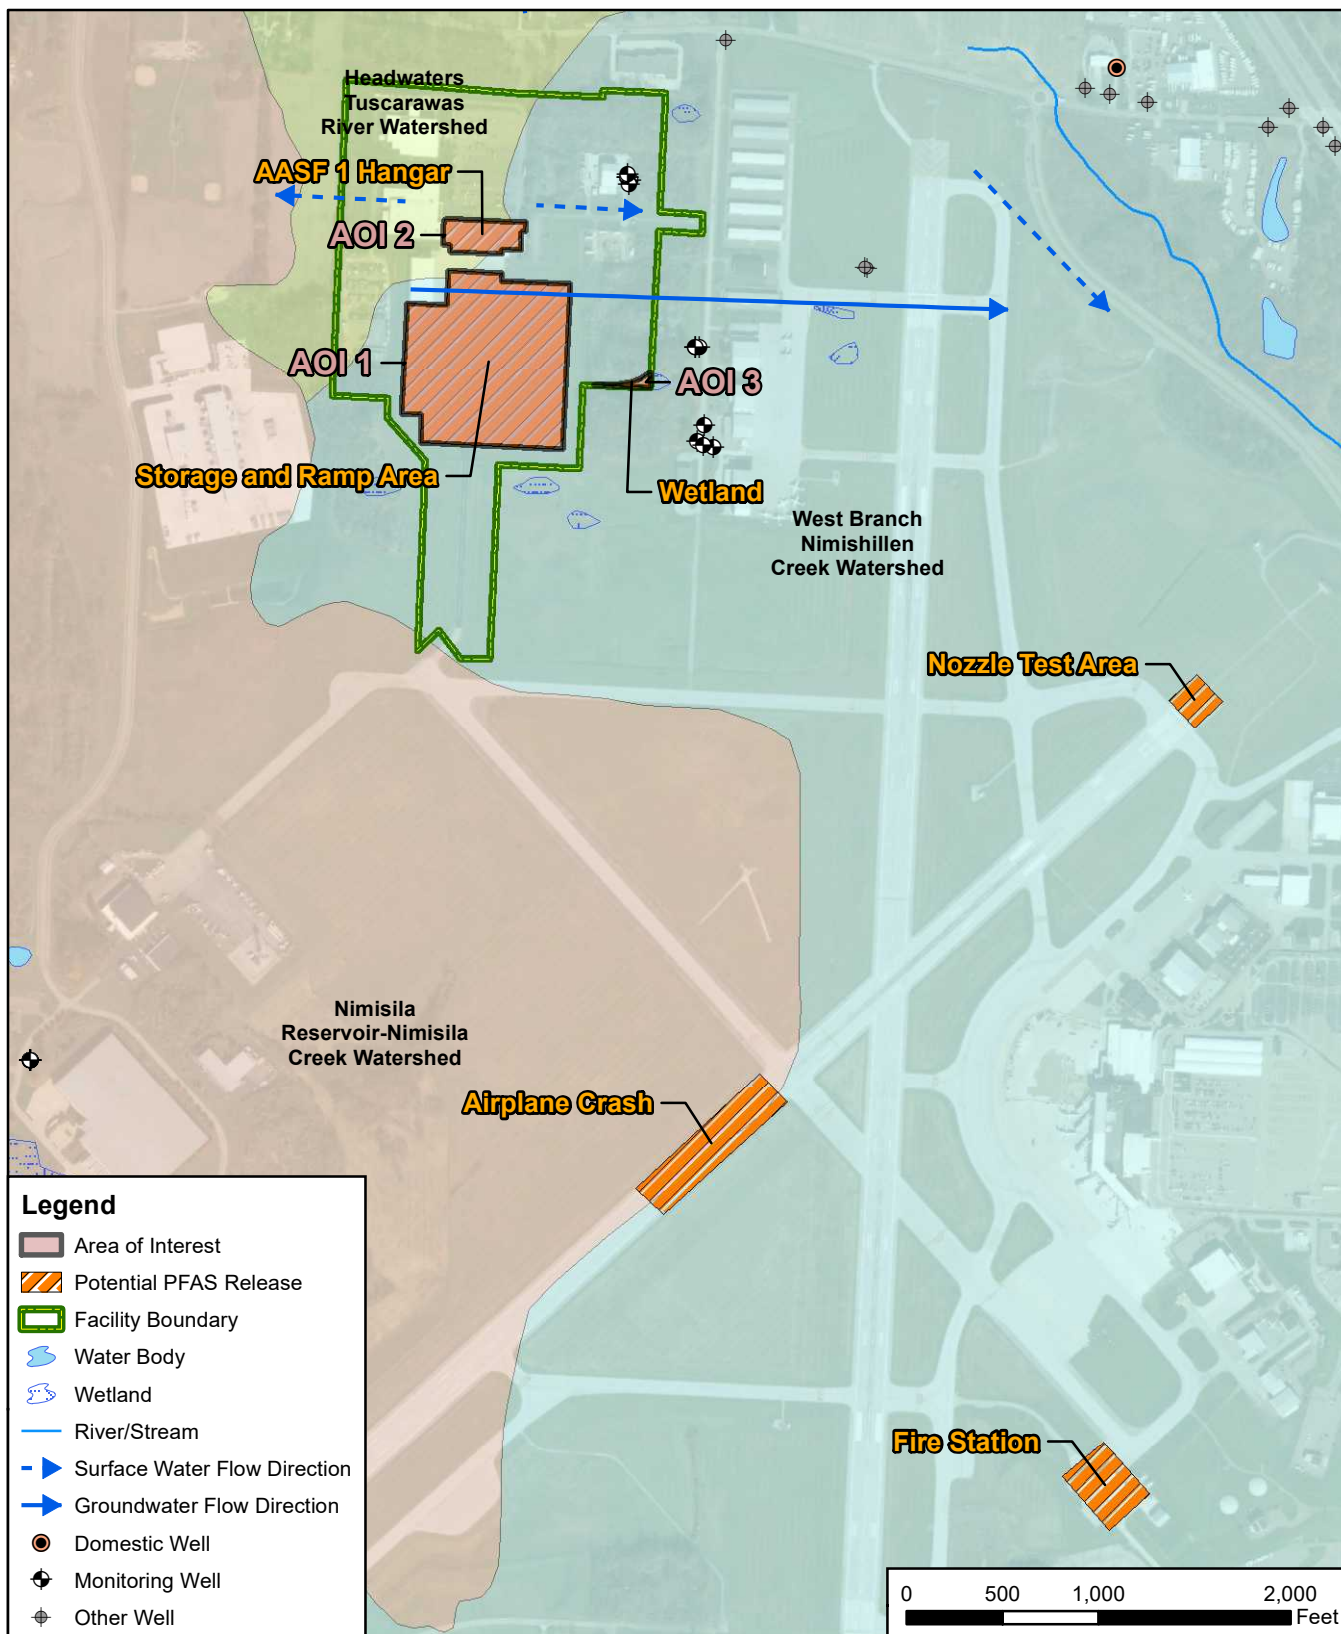 Headwaters
Tuscarawas
River Watershed
AASF 1 Hangar
AOI 2
AOI 1
AOI 3
Storage and Ramp Area
Wetland
West Branch
Nimishillen
Creek Watershed
Nozzle Test Area
Nimisila
Reservoir-Nimisila
Creek Watershed
Airplane Crash
Fire Station
Legend
Area of Interest
Potential PFAS Release
Facility Boundary
Water Body
Wetland
River/Stream
Surface Water Flow Direction
Groundwater Flow Direction
Domestic Well
Monitoring Well
Other Well
0 500 1,000 2,000
Feet